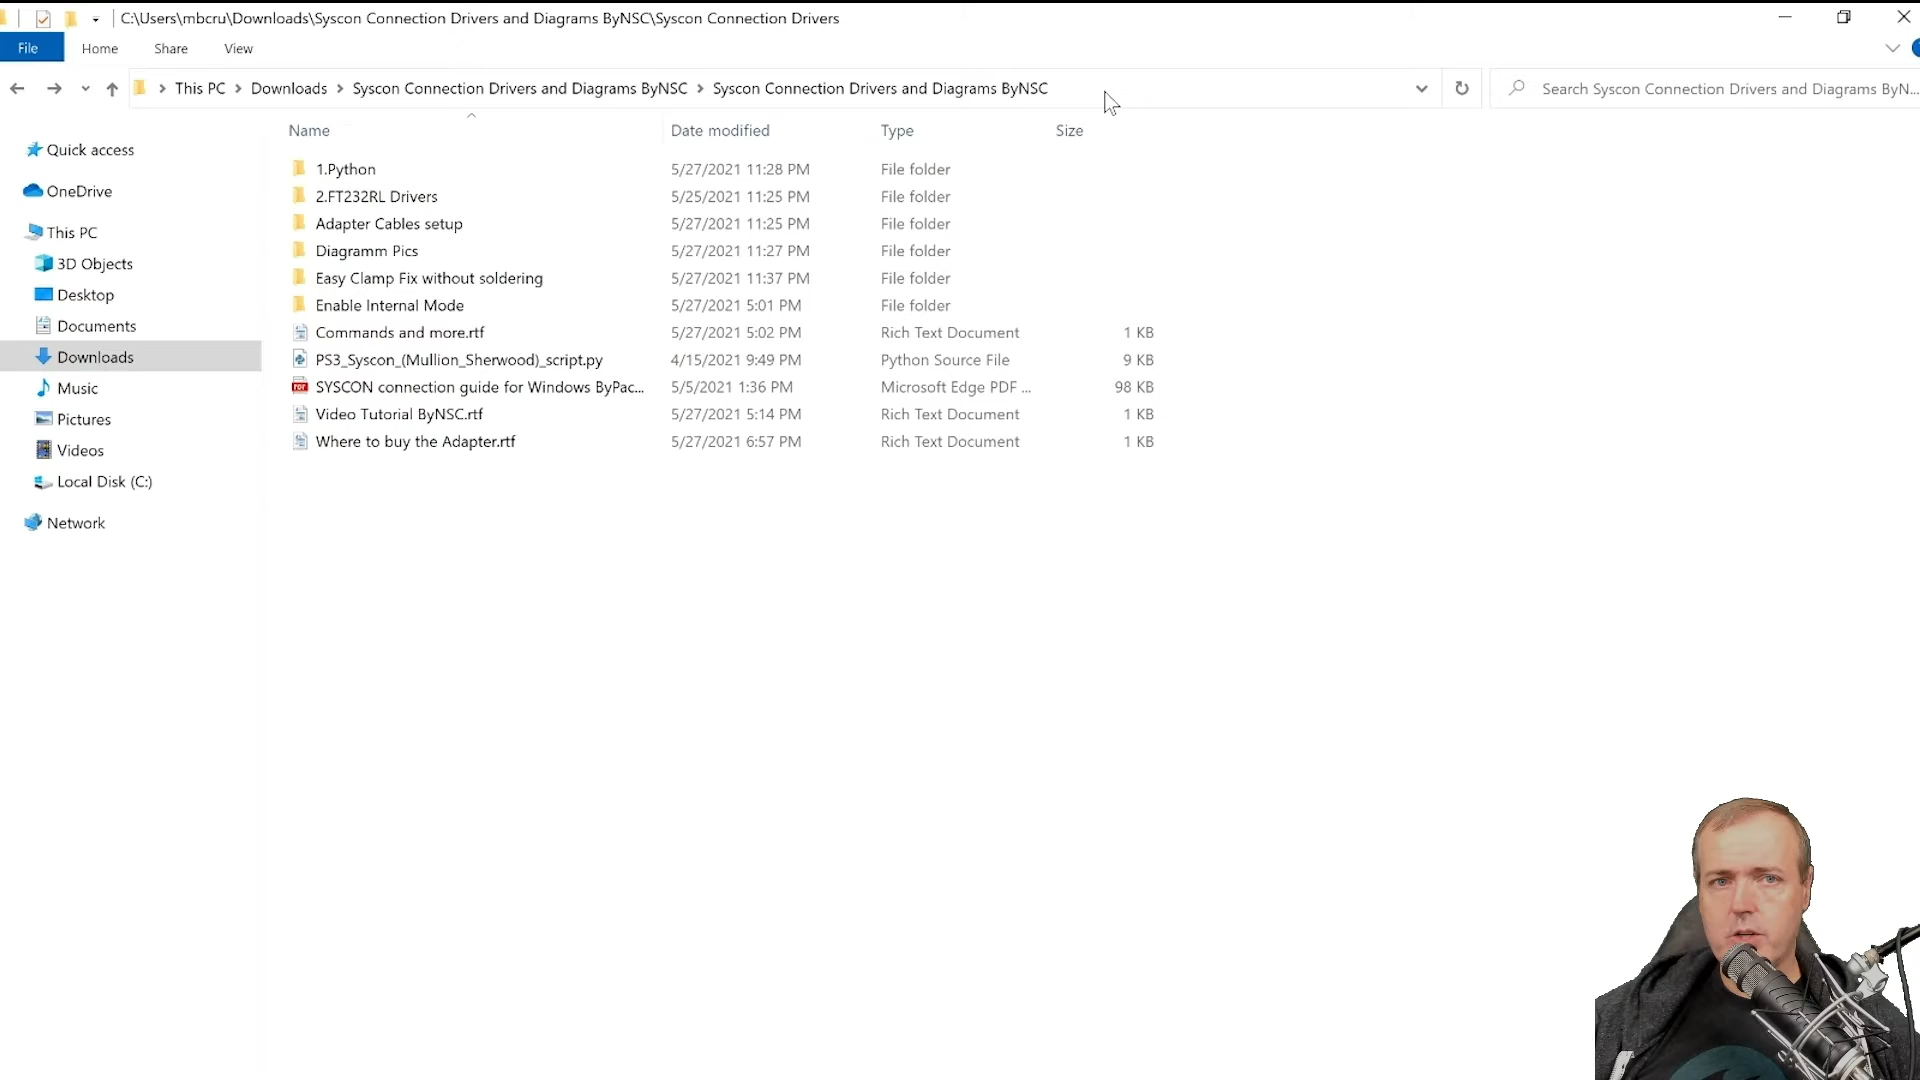 C:\Users\mbcru\Downloads\Syscon Connection Drivers and Diagrams ByNSC\Syscon Connection Drivers
File Home Share View
This PC > Downloads > Syscon Connection Drivers and Diagrams ByNSC > Syscon Connection Drivers and Diagrams ByNSC
Search Syscon Connection Drivers and Diagrams ByN...
Quick access
OneDrive
This PC
3D Objects
Desktop
Documents
Downloads
Music
Pictures
Videos
Local Disk (C:)
Network
Name Date modified Type Size
1.Python 5/27/2021 11:28 PM File folder
2.FT232RL Drivers 5/25/2021 11:25 PM File folder
Adapter Cables setup 5/27/2021 11:25 PM File folder
Diagramm Pics 5/27/2021 11:27 PM File folder
Easy Clamp Fix without soldering 5/27/2021 11:37 PM File folder
Enable Internal Mode 5/27/2021 5:01 PM File folder
Commands and more.rtf 5/27/2021 5:02 PM Rich Text Document 1 KB
PS3_Syscon_(Mullion_Sherwood)_script.py 4/15/2021 9:49 PM Python Source File 9 KB
SYSCON connection guide for Windows ByPac... 5/5/2021 1:36 PM Microsoft Edge PDF ... 98 KB
Video Tutorial ByNSC.rtf 5/27/2021 5:14 PM Rich Text Document 1 KB
Where to buy the Adapter.rtf 5/27/2021 6:57 PM Rich Text Document 1 KB